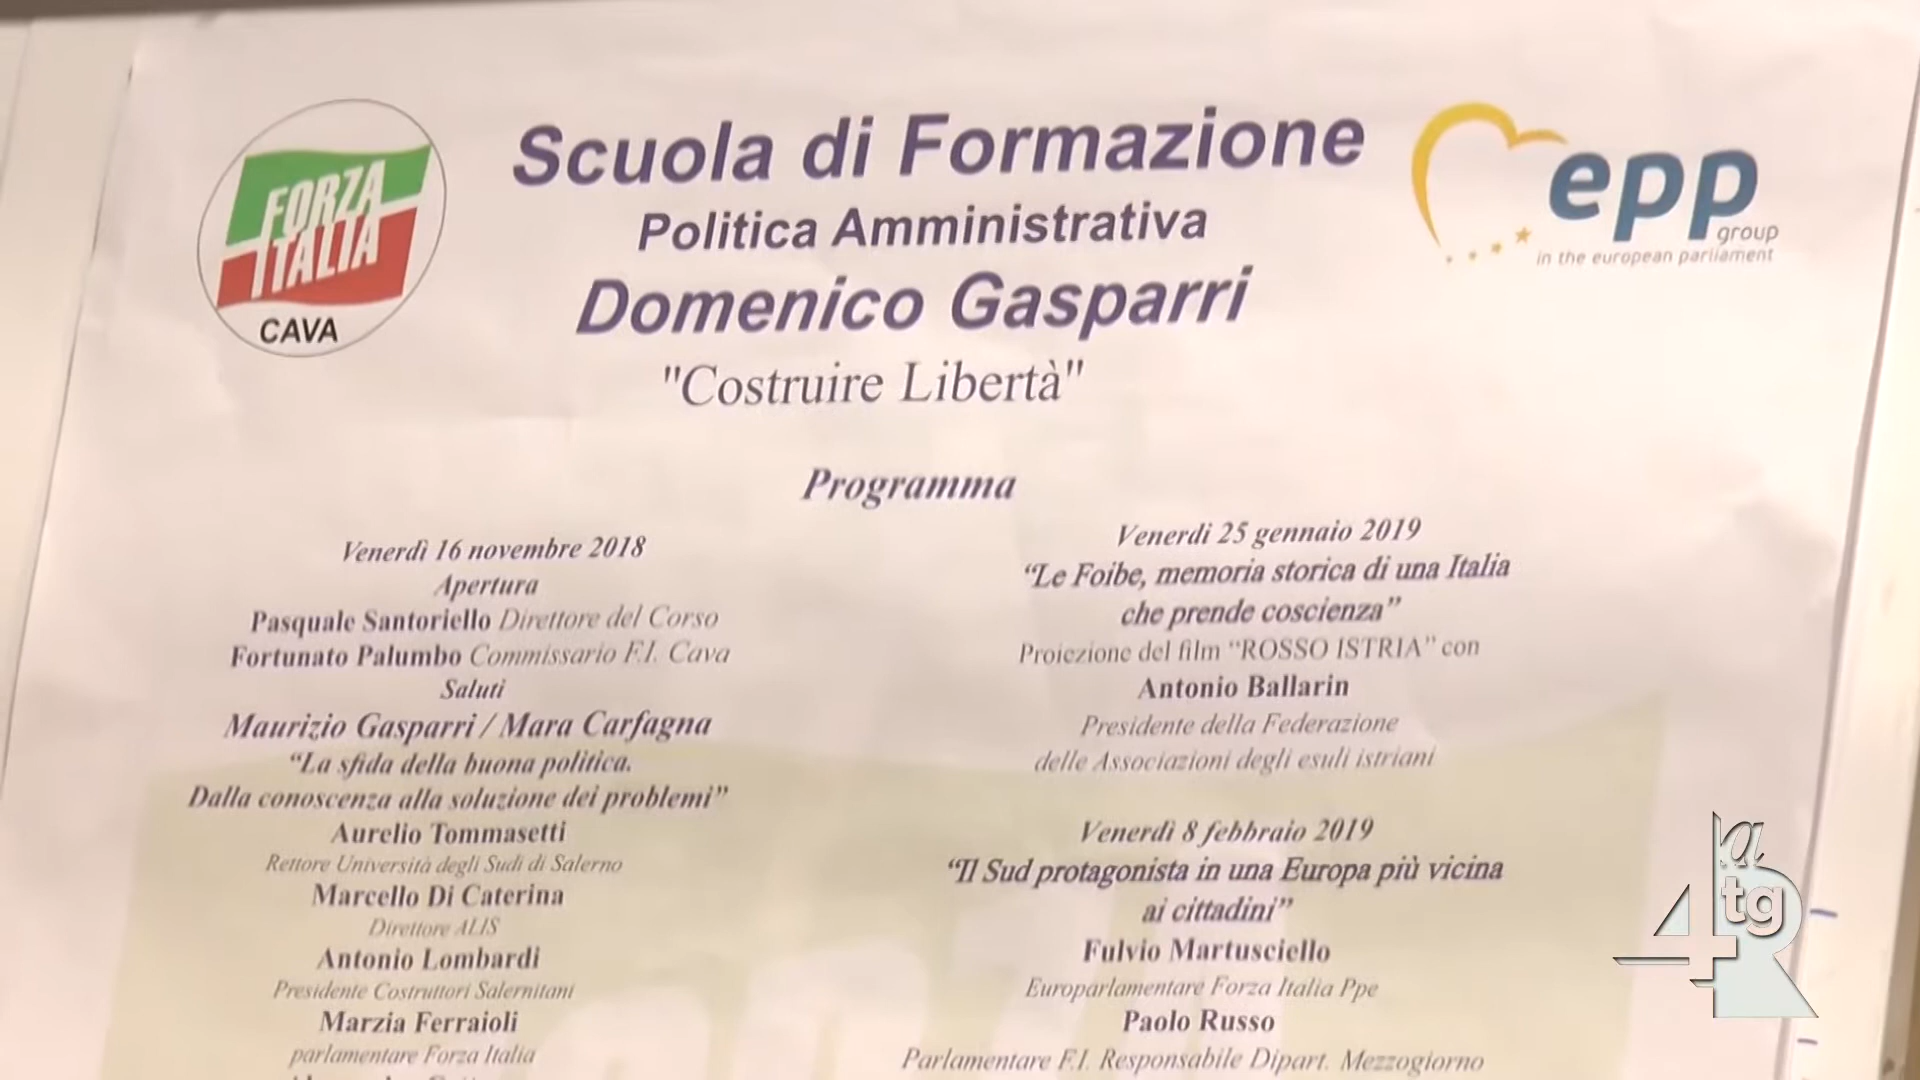 FORZA
ITALIA
CAVA
Scuola di Formazione
Politica Amministrativa
Domenico Gasparri
"Costruire Libertà"
epp
group
in the european parliament
Programma
Venerdì 16 novembre 2018
Apertura
Pasquale Santoriello Direttore del Corso
Fortunato Palumbo Commissario F.I. Cava
Saluti
Maurizio Gasparri / Mara Carfagna
“La sfida della buona politica.
Dalla conoscenza alla soluzione dei problemi”
Aurelio Tommasetti
Rettore Università degli Sudi di Salerno
Marcello Di Caterina
Direttore ALIS
Antonio Lombardi
Presidente Costruttori Salernitani
Marzia Ferraioli
parlamentare Forza Italia
Venerdì 25 gennaio 2019
“Le Foibe, memoria storica di una Italia
che prende coscienza”
Proiezione del film “ROSSO ISTRIA” con
Antonio Ballarin
Presidente della Federazione
delle Associazioni degli esuli istriani
Venerdì 8 febbraio 2019
“Il Sud protagonista in una Europa più vicina
ai cittadini”
Fulvio Martusciello
Europarlamentare Forza Italia Ppe
Paolo Russo
Parlamentare F.I. Responsabile Dipart. Mezzogiorno
la
4 tg
R